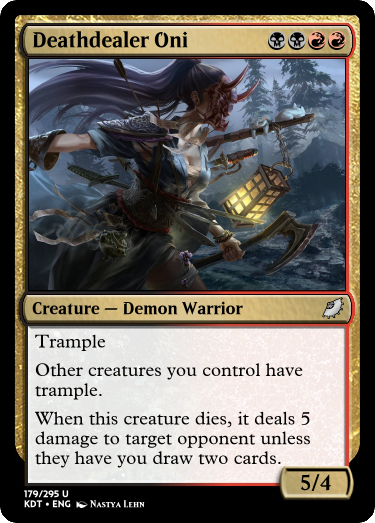 Deathdealer Oni
Creature — Demon Warrior
Trample
Other creatures you control have
trample.
When this creature dies, it deals 5
damage to target opponent unless
they have you draw two cards.
5/4
179/295 U
KDT • ENG Nastya Lehn